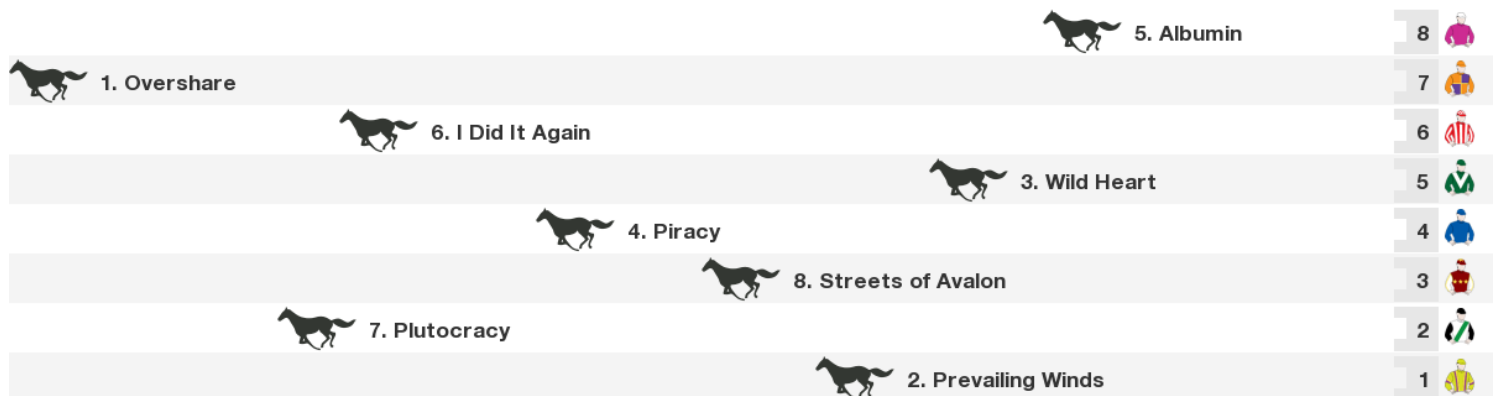 5. Albumin 8
1. Overshare 7
6. I Did It Again 6
3. Wild Heart 5
4. Piracy 4
8. Streets of Avalon 3
7. Plutocracy 2
2. Prevailing Winds 1